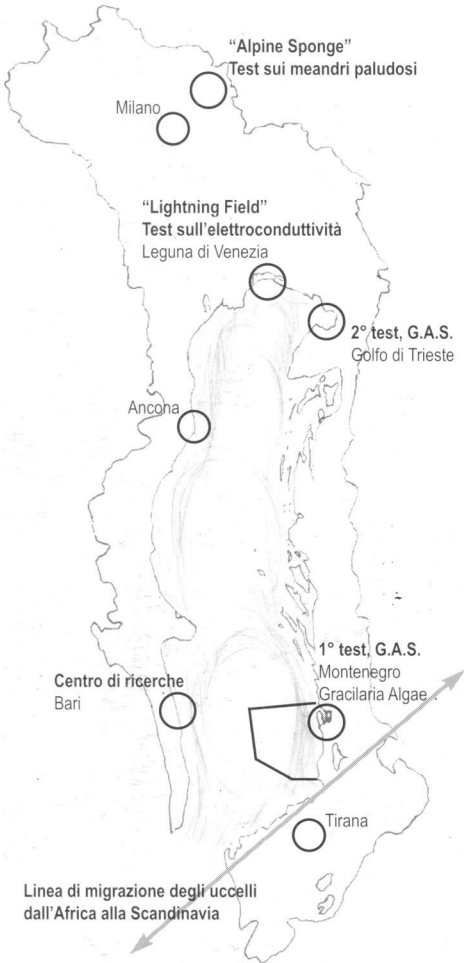 “Alpine Sponge”
Test sui meandri paludosi
Milano
“Lightning Field”
Test sull'elettroconduttività
Leguna di Venezia
2° test, G.A.S.
Golfo di Trieste
Ancona
1° test, G.A.S.
Montenegro
Gracilaria Algae
Centro di ricerche
Bari
Tirana
Linea di migrazione degli uccelli
dall'Africa alla Scandinavia